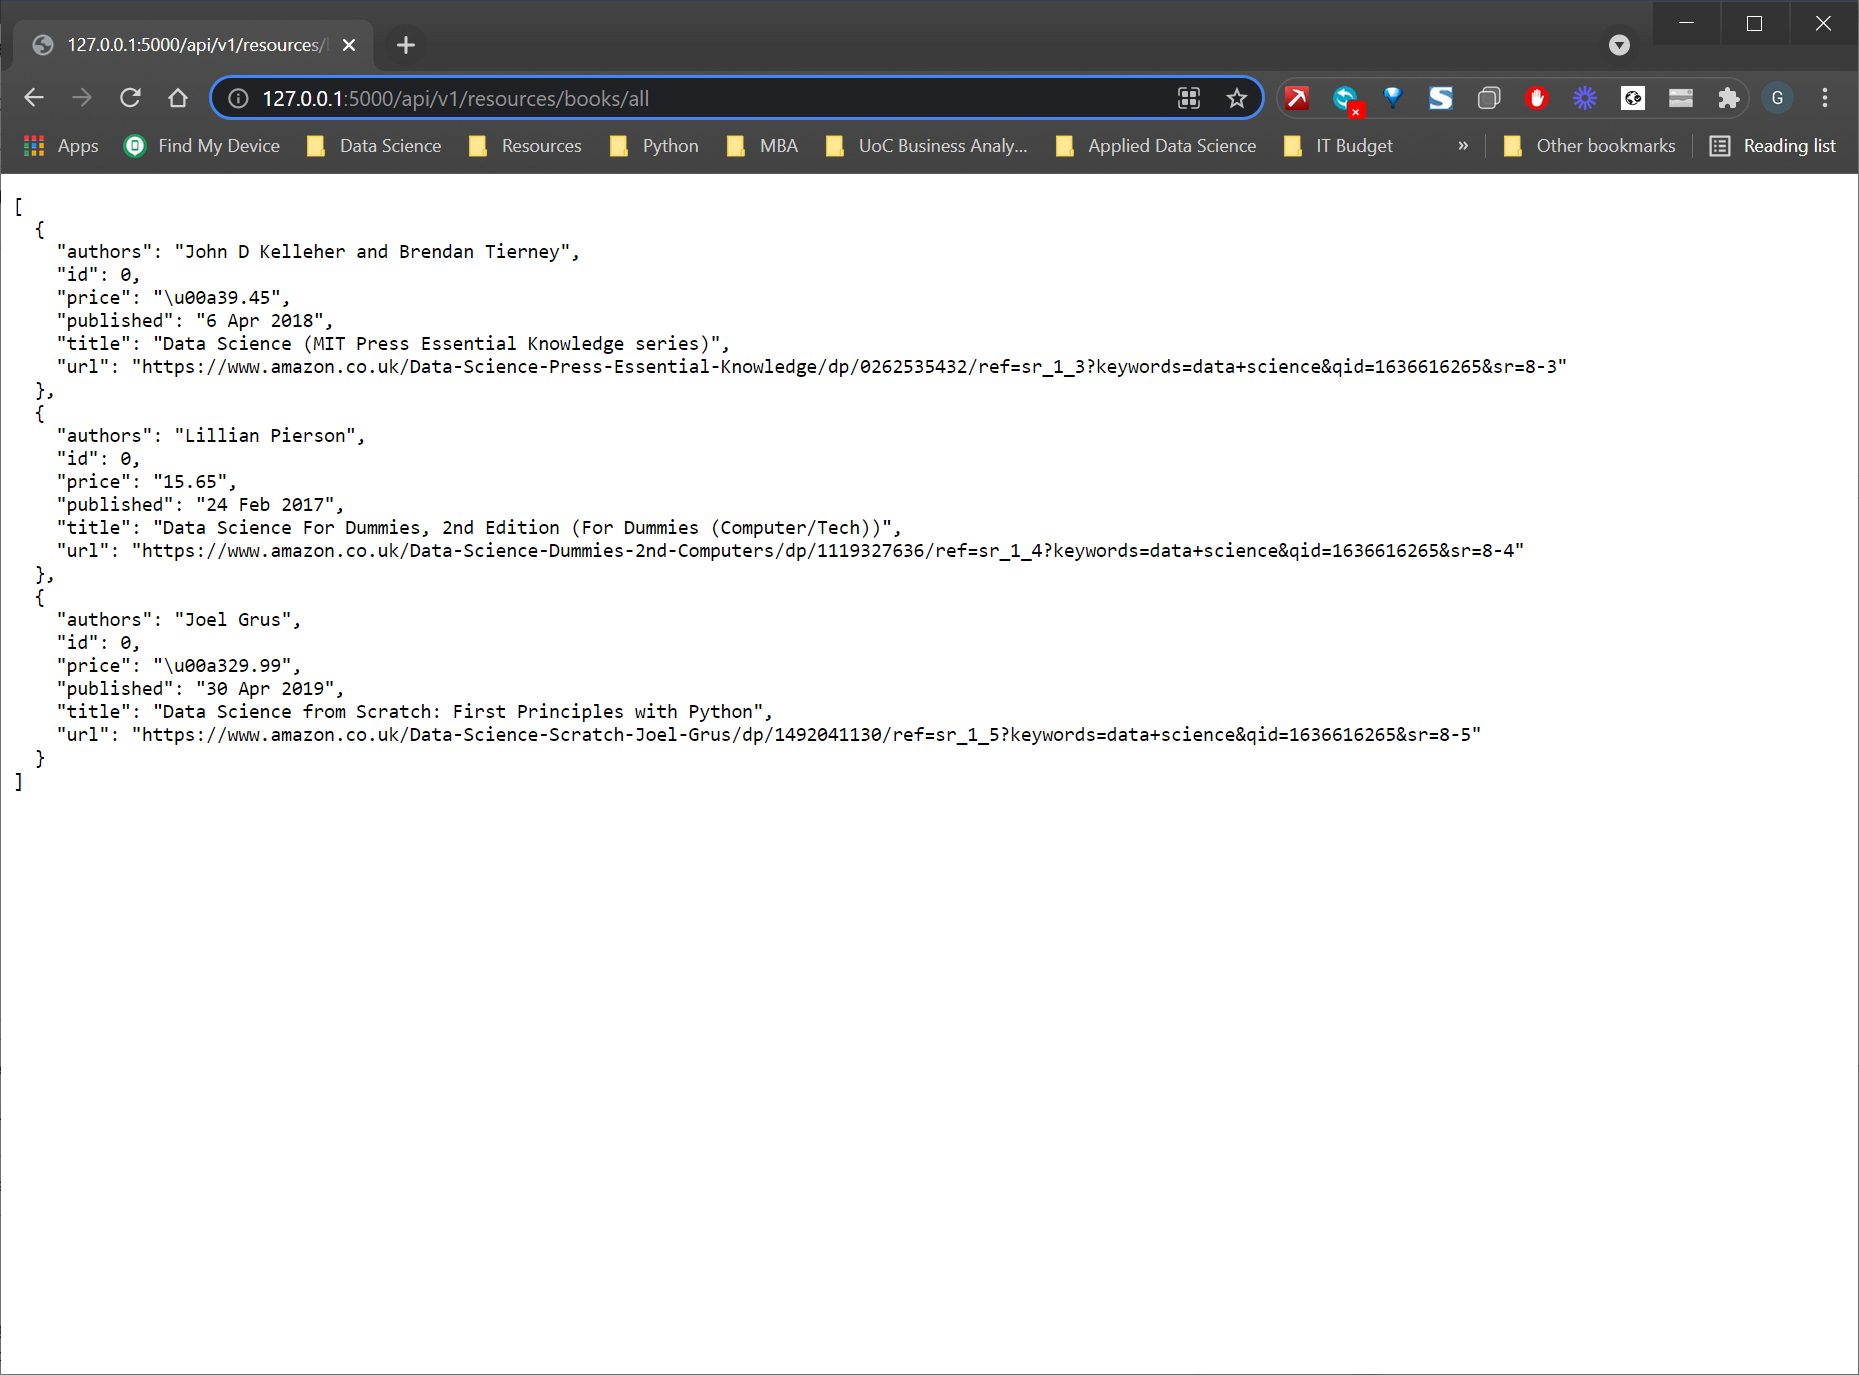 127.0.0.1:5000/api/v1/resources/
127.0.0.1:5000/api/v1/resources/books/all
G
Apps Find My Device Data Science Resources Python MBA UoC Business Analy... Applied Data Science IT Budget » Other bookmarks Reading list
[
  {
    "authors": "John D Kelleher and Brendan Tierney",
    "id": 0,
    "price": "\u00a39.45",
    "published": "6 Apr 2018",
    "title": "Data Science (MIT Press Essential Knowledge series)",
    "url": "https://www.amazon.co.uk/Data-Science-Press-Essential-Knowledge/dp/0262535432/ref=sr_1_3?keywords=data+science&qid=1636616265&sr=8-3"
  },
  {
    "authors": "Lillian Pierson",
    "id": 0,
    "price": "15.65",
    "published": "24 Feb 2017",
    "title": "Data Science For Dummies, 2nd Edition (For Dummies (Computer/Tech))",
    "url": "https://www.amazon.co.uk/Data-Science-Dummies-2nd-Computers/dp/1119327636/ref=sr_1_4?keywords=data+science&qid=1636616265&sr=8-4"
  },
  {
    "authors": "Joel Grus",
    "id": 0,
    "price": "\u00a329.99",
    "published": "30 Apr 2019",
    "title": "Data Science from Scratch: First Principles with Python",
    "url": "https://www.amazon.co.uk/Data-Science-Scratch-Joel-Grus/dp/1492041130/ref=sr_1_5?keywords=data+science&qid=1636616265&sr=8-5"
  }
]